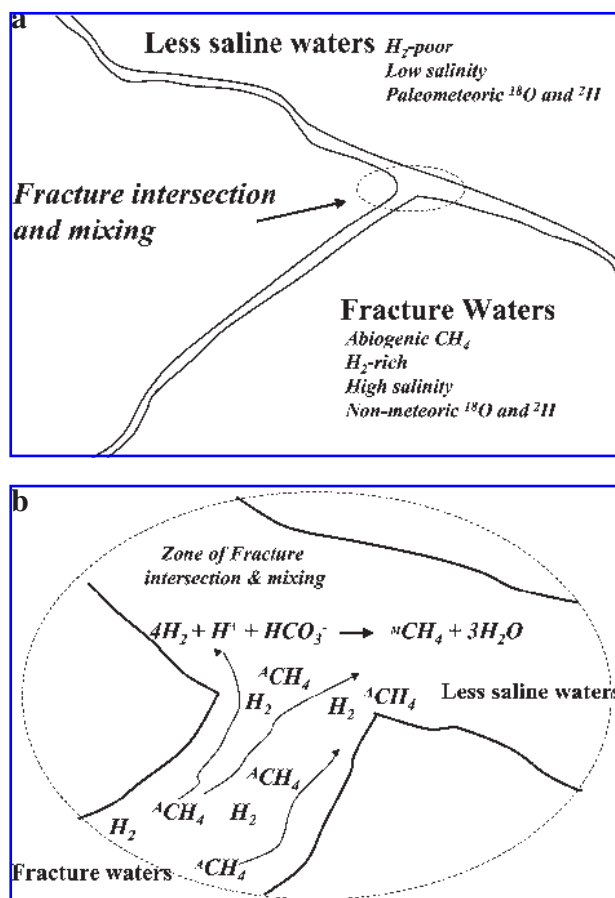 a
Less saline waters H₂-poor
Low salinity
Paleometeoric ¹⁸O and ²H
Fracture intersection
and mixing
Fracture Waters
Abiogenic CH₄
H₂-rich
High salinity
Non-meteoric ¹⁸O and ²H
b
Zone of Fracture
intersection & mixing
4H₂ + H⁺ + HCO₃⁻ → ᴹCH₄ + 3H₂O
ᴬCH₄
H₂ H₂ ᴬCH₄ Less saline waters
ᴬCH₄
ᴬCH₄ H₂
H₂
Fracture waters ᴬCH₄